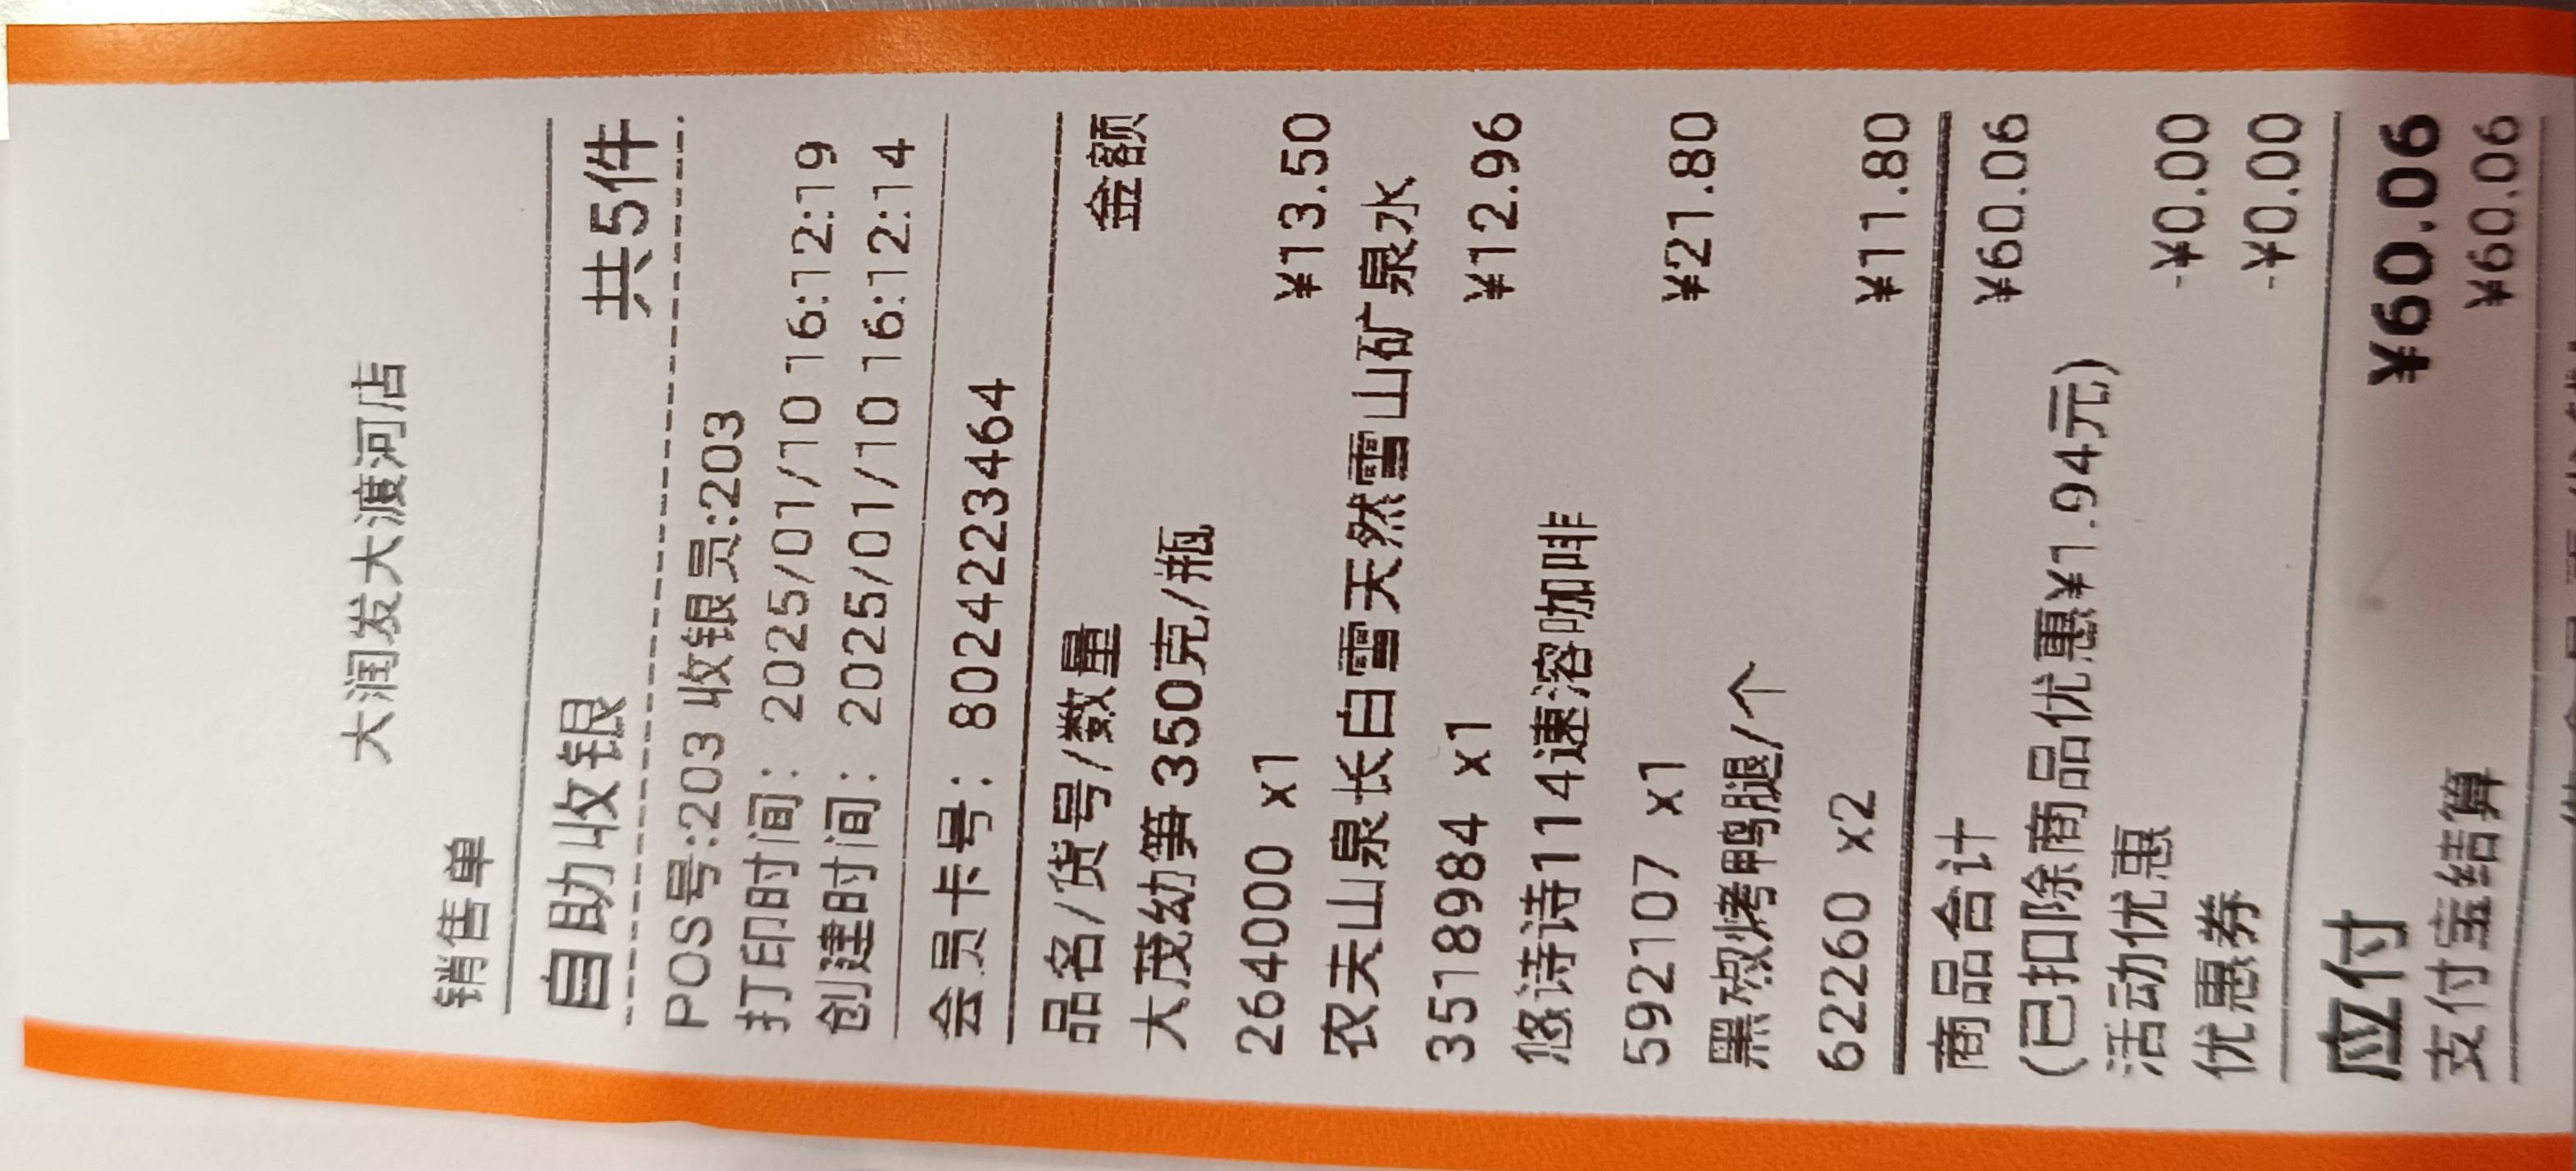 大润发大渡河店
销售单
自助收银 共5件
POS号:203 收银员:203
打印时间: 2025/01/10 16:12:19
创建时间: 2025/01/10 16:12:14
会员卡号: 8024223464
品名/货号/数量 金额
大茂幼笋350克/瓶
264000 x1 ¥13.50
农夫山泉长白雪天然雪山矿泉水
3518984 x1 ¥12.96
悠诗诗1114速溶咖啡
592107 x1 ¥21.80
黑椒烤鸭腿/个
62260 x2 ¥11.80
商品合计 ¥60.06
(已扣除商品优惠¥1.94元)
活动优惠 -¥0.00
优惠券 -¥0.00
应付 ¥60.06
支付宝结算 ¥60.06